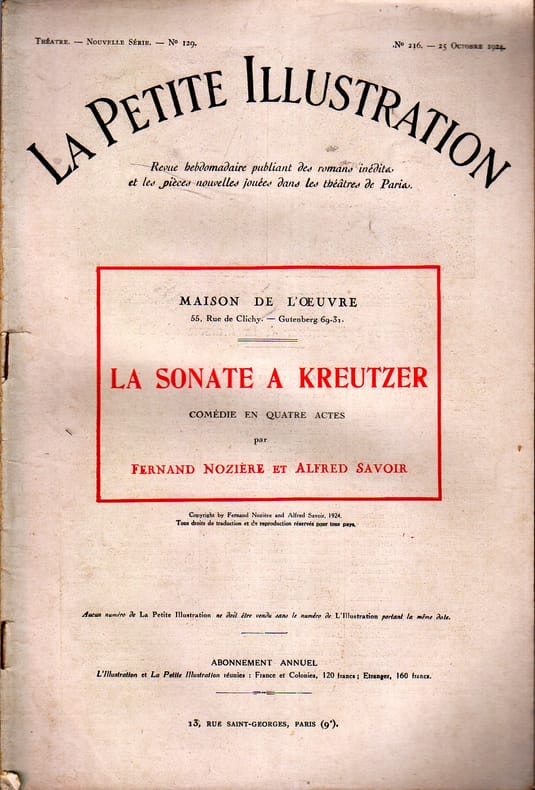 Théatre. — Nouvelle Série. — Nº 129.
Nº 216. — 25 Octobre 1924.
La Petite Illustration
Revue hebdomadaire publiant des romans inédits
et les pièces nouvelles jouées dans les théâtres de Paris.
MAISON DE L'ŒUVRE
55, Rue de Clichy. — Gutenberg 69-31.
LA SONATE A KREUTZER
COMÉDIE EN QUATRE ACTES
par
Fernand Nozière et Alfred Savoir
Copyright by Fernand Nozière and Alfred Savoir, 1924.
Tous droits de traduction et de reproduction réservés pour tous pays.
Aucun numéro de La Petite Illustration ne doit être vendu sans le numéro de L'Illustration portant la même date.
ABONNEMENT ANNUEL
L'Illustration et La Petite Illustration réunies : France et Colonies, 120 francs ; Etranger, 160 francs.
13, RUE SAINT-GEORGES, PARIS (9ᵉ).